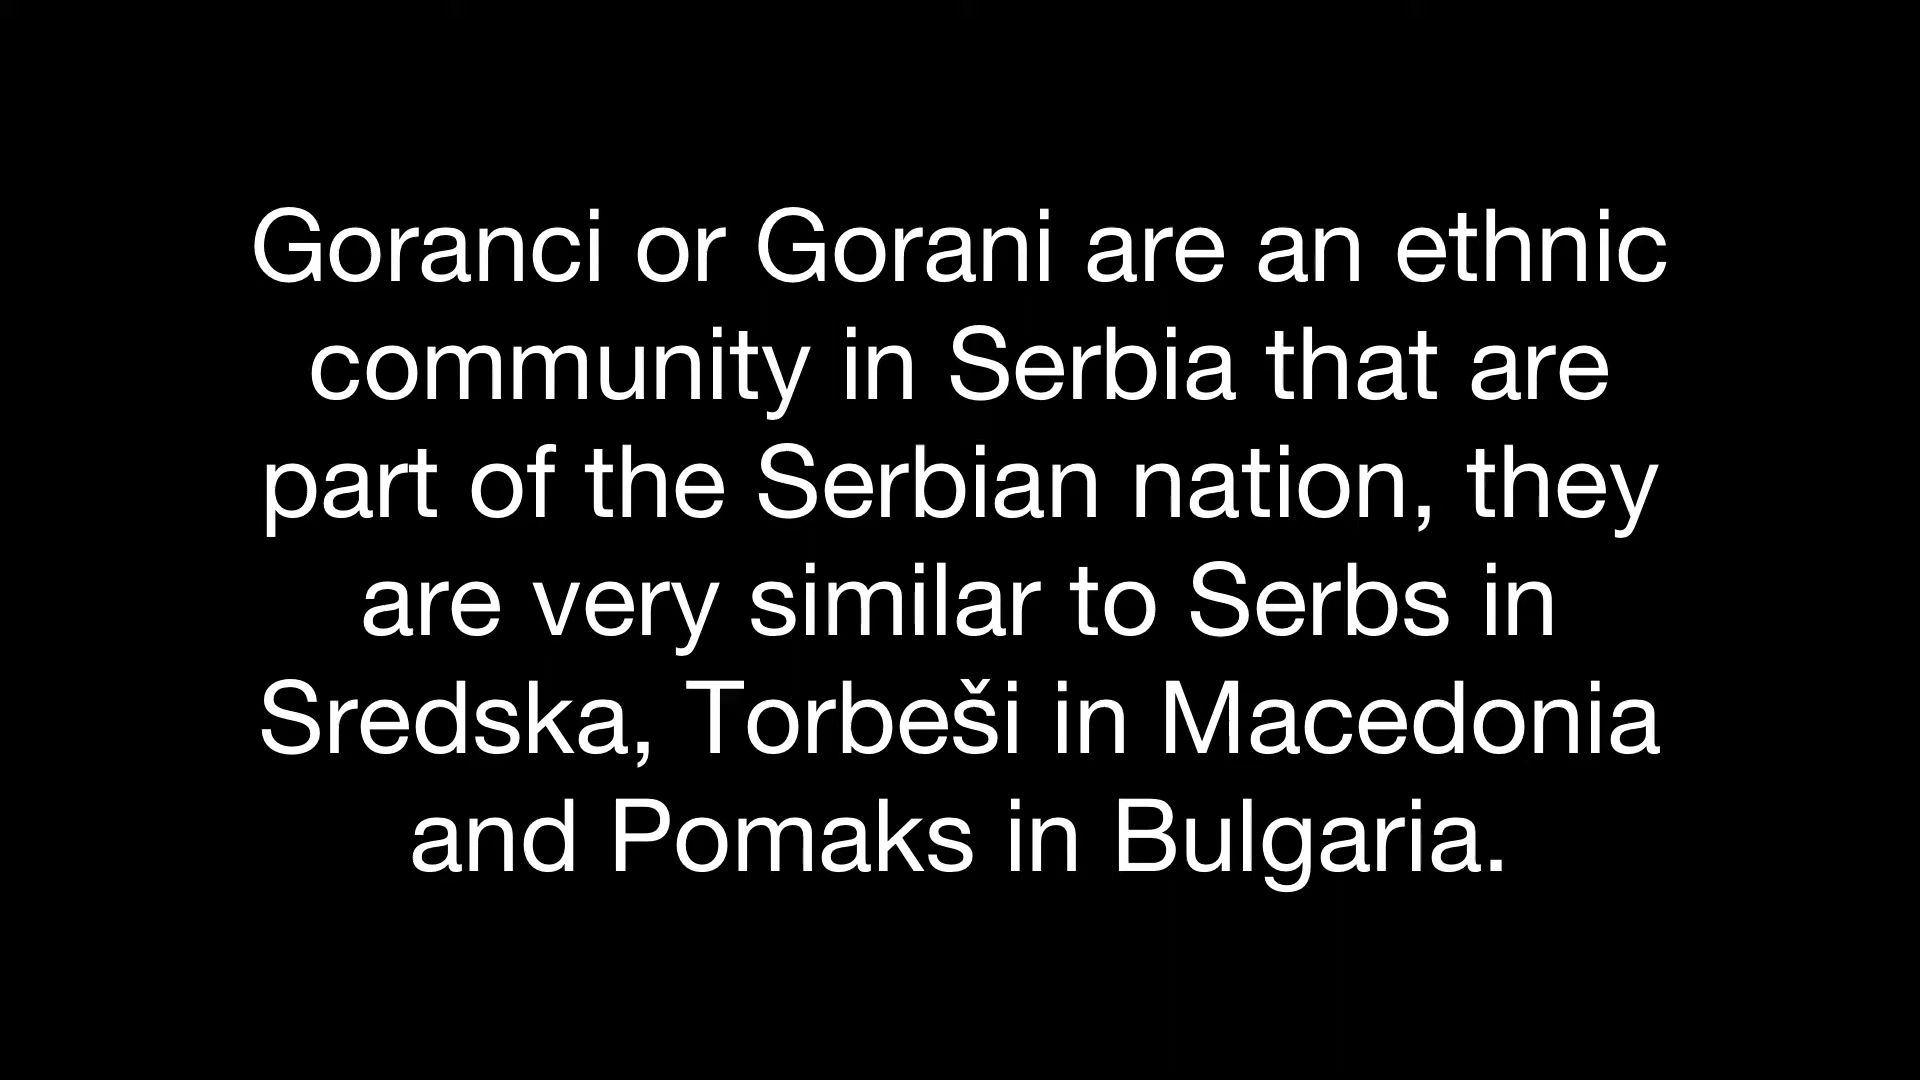 Goranci or Gorani are an ethnic
community in Serbia that are
part of the Serbian nation, they
are very similar to Serbs in
Sredska, Torbeši in Macedonia
and Pomaks in Bulgaria.